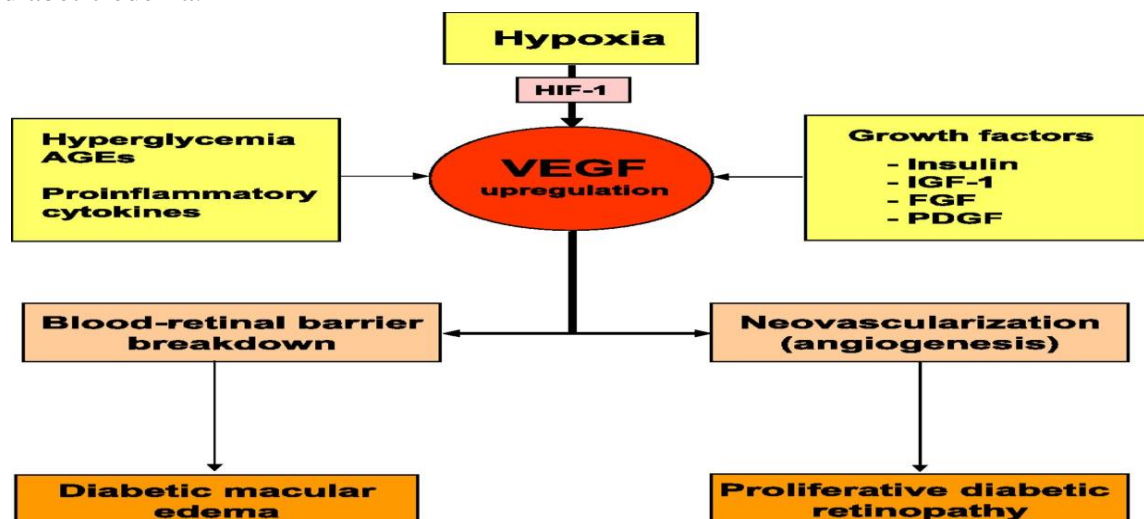 Hypoxia
HIF-1
Hyperglycemia
AGEs
Proinflammatory
cytokines
VEGF
upregulation
Growth factors
- Insulin
- IGF-1
- FGF
- PDGF
Blood-retinal barrier
breakdown
Neovascularization
(angiogenesis)
Diabetic macular
edema
Proliferative diabetic
retinopathy